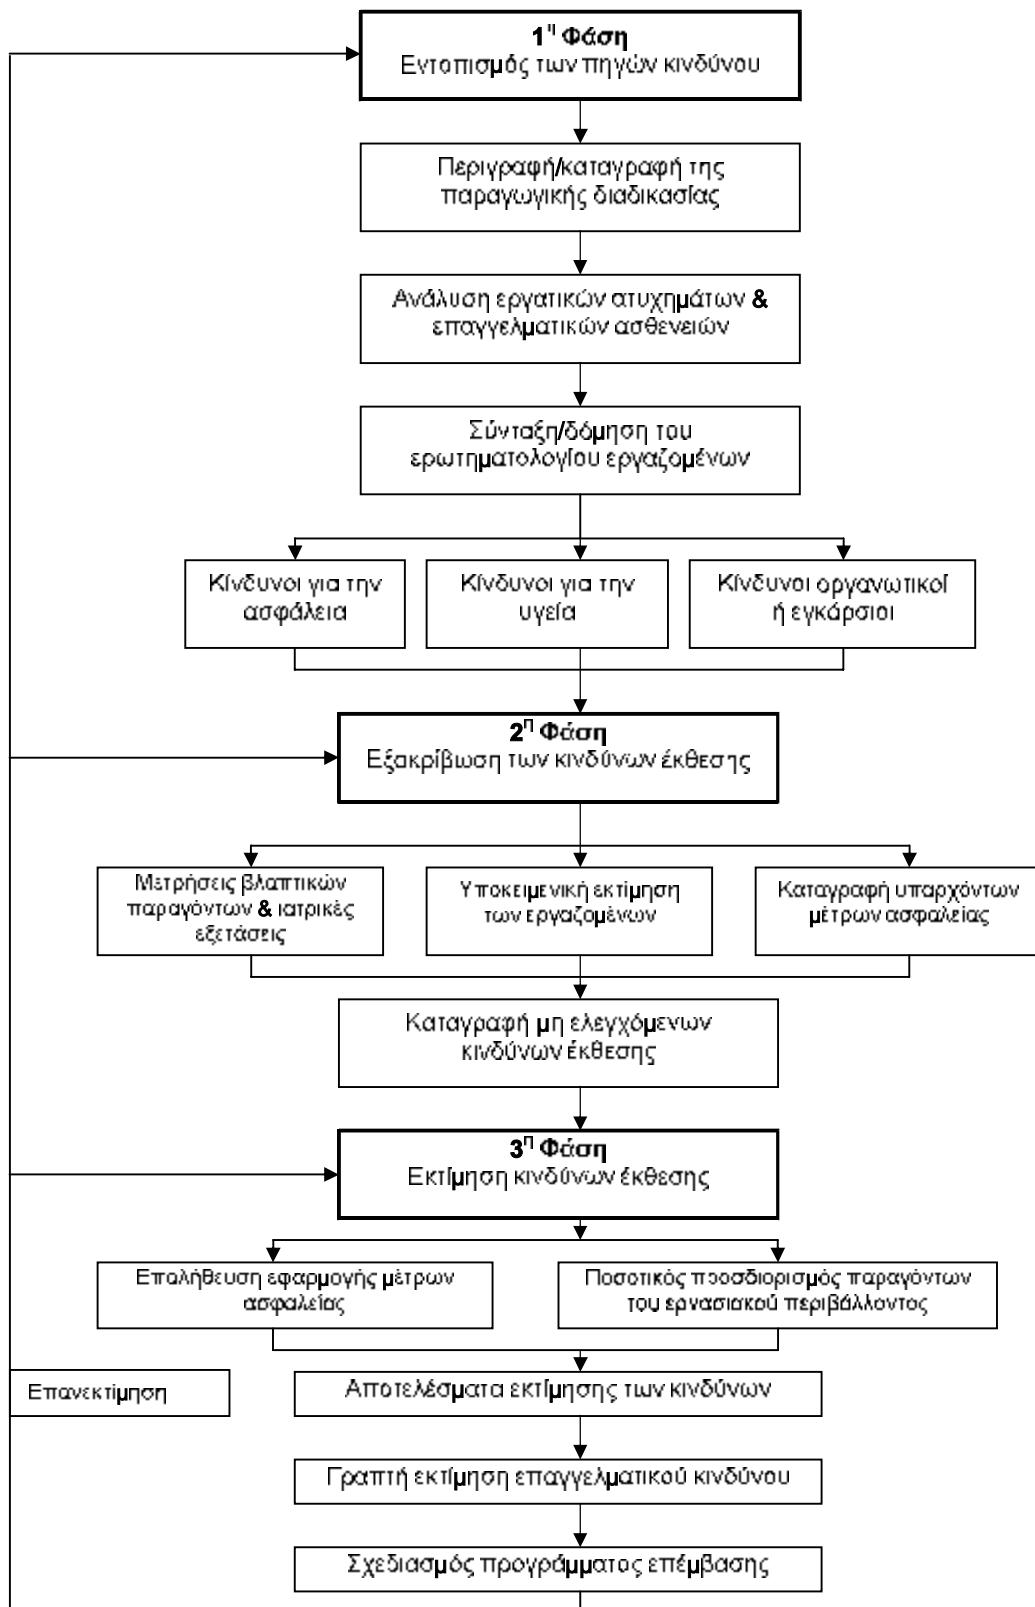 1η Φάση
Εντοπισμός των πηγών κινδύνου
Περιγραφή/καταγραφή της
παραγωγικής διαδικασίας
Ανάλυση εργατικών ατυχημάτων &
επαγγελματικών ασθενειών
Σύνταξη/δόμηση του
ερωτηματολογίου εργαζομένων
Κίνδυνοι για την
ασφάλεια
Κίνδυνοι για την
υγεία
Κίνδυνοι οργανωτικοί
ή εγκάρσιοι
2η Φάση
Εξακρίβωση των κινδύνων έκθεσης
Μετρήσεις βλαπτικών
παραγόντων & ιατρικές
εξετάσεις
Υποκειμενική εκτίμηση
των εργαζομένων
Καταγραφή υπαρχόντων
μέτρων ασφαλείας
Καταγραφή μη ελεγχόμενων
κινδύνων έκθεσης
3η Φάση
Εκτίμηση κινδύνων έκθεσης
Επαλήθευση εφαρμογής μέτρων
ασφαλείας
Ποσοτικός προσδιορισμός παραγόντων
του εργασιακού περιβάλλοντος
Επανεκτίμηση
Αποτελέσματα εκτίμησης των κινδύνων
Γραπτή εκτίμηση επαγγελματικού κινδύνου
Σχεδιασμός προγράμματος επέμβασης